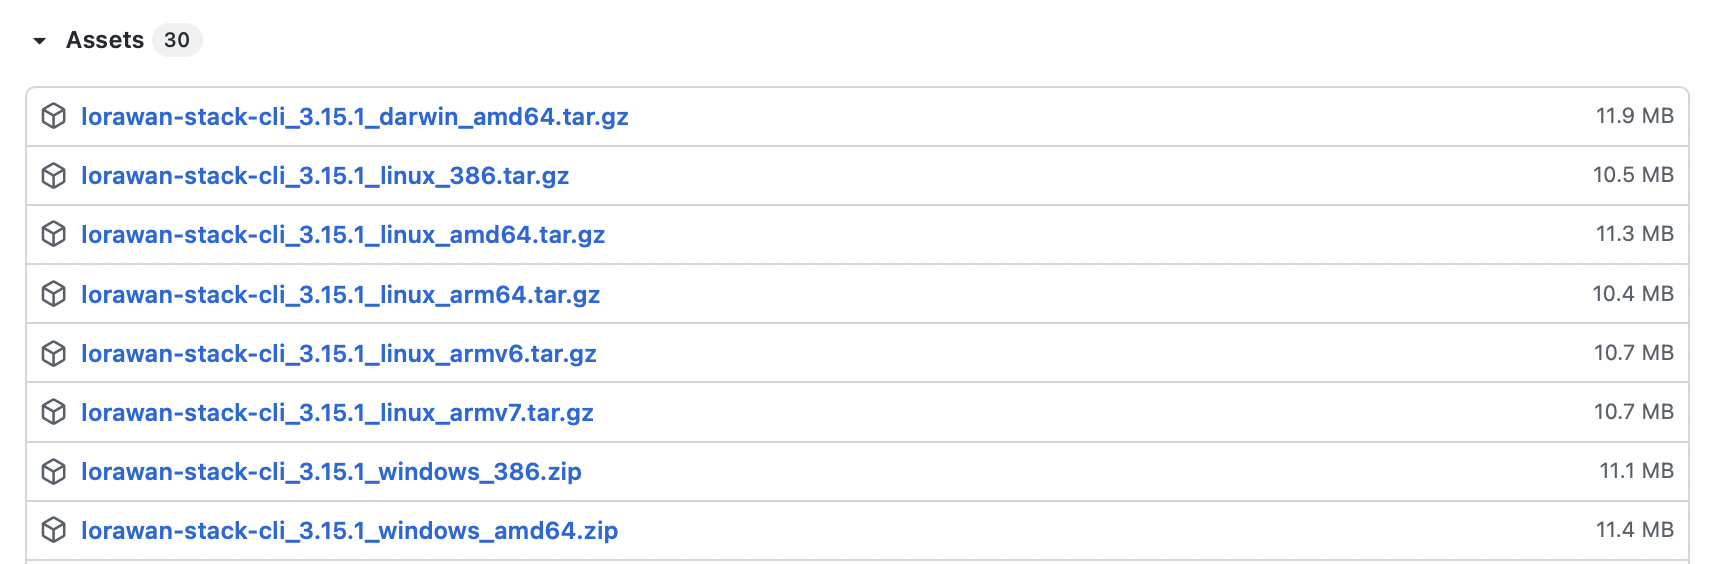 Assets 30
lorawan-stack-cli_3.15.1_darwin_amd64.tar.gz 11.9 MB
lorawan-stack-cli_3.15.1_linux_386.tar.gz 10.5 MB
lorawan-stack-cli_3.15.1_linux_amd64.tar.gz 11.3 MB
lorawan-stack-cli_3.15.1_linux_arm64.tar.gz 10.4 MB
lorawan-stack-cli_3.15.1_linux_armv6.tar.gz 10.7 MB
lorawan-stack-cli_3.15.1_linux_armv7.tar.gz 10.7 MB
lorawan-stack-cli_3.15.1_windows_386.zip 11.1 MB
lorawan-stack-cli_3.15.1_windows_amd64.zip 11.4 MB